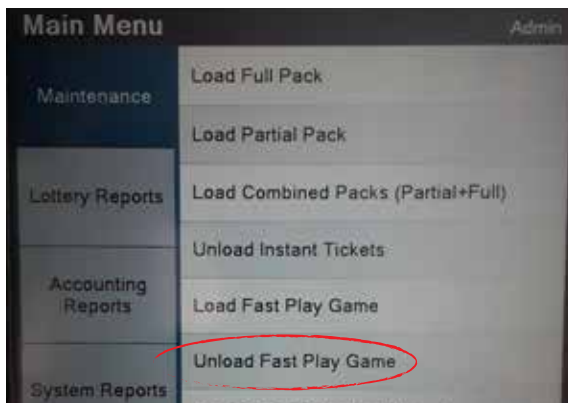 Main Menu
Admin
Maintenance
Lottery Reports
Accounting
Reports
System Reports
Load Full Pack
Load Partial Pack
Load Combined Packs (Partial+Full)
Unload Instant Tickets
Load Fast Play Game
Unload Fast Play Game